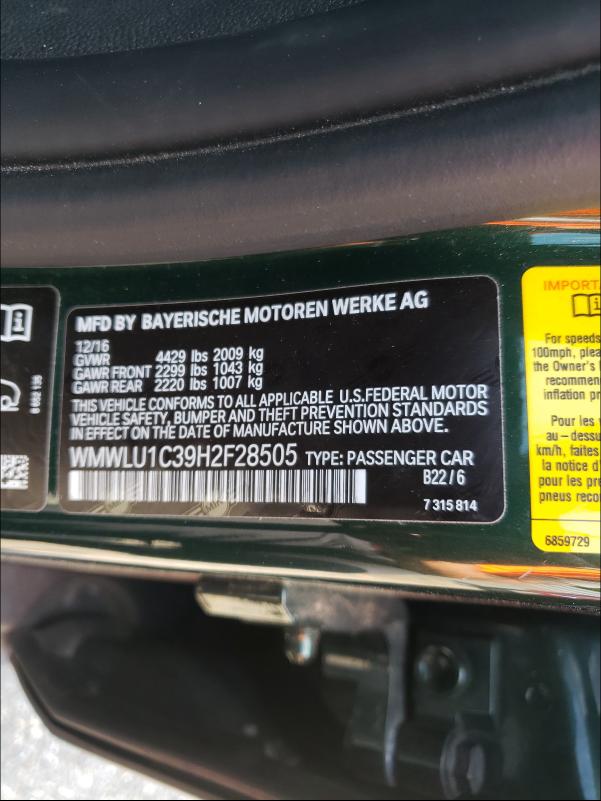 MFD BY BAYERISCHE MOTOREN WERKE AG
12/16
GVWR 4429 lbs 2009 kg
GAWR FRONT 2299 lbs 1043 kg
GAWR REAR 2220 lbs 1007 kg
THIS VEHICLE CONFORMS TO ALL APPLICABLE U.S.FEDERAL MOTOR
VEHICLE SAFETY, BUMPER AND THEFT PREVENTION STANDARDS
IN EFFECT ON THE DATE OF MANUFACTURE SHOWN ABOVE.
WMWLU1C39H2F28505 TYPE: PASSENGER CAR
B22/6
7 315 814
IMPORTA
For speeds
100mph, plea
the Owner's
recommen
inflation pr
Pour les v
au – dessu
km/h, faites
la notice d'
pour les pre
pneus reco
6859729